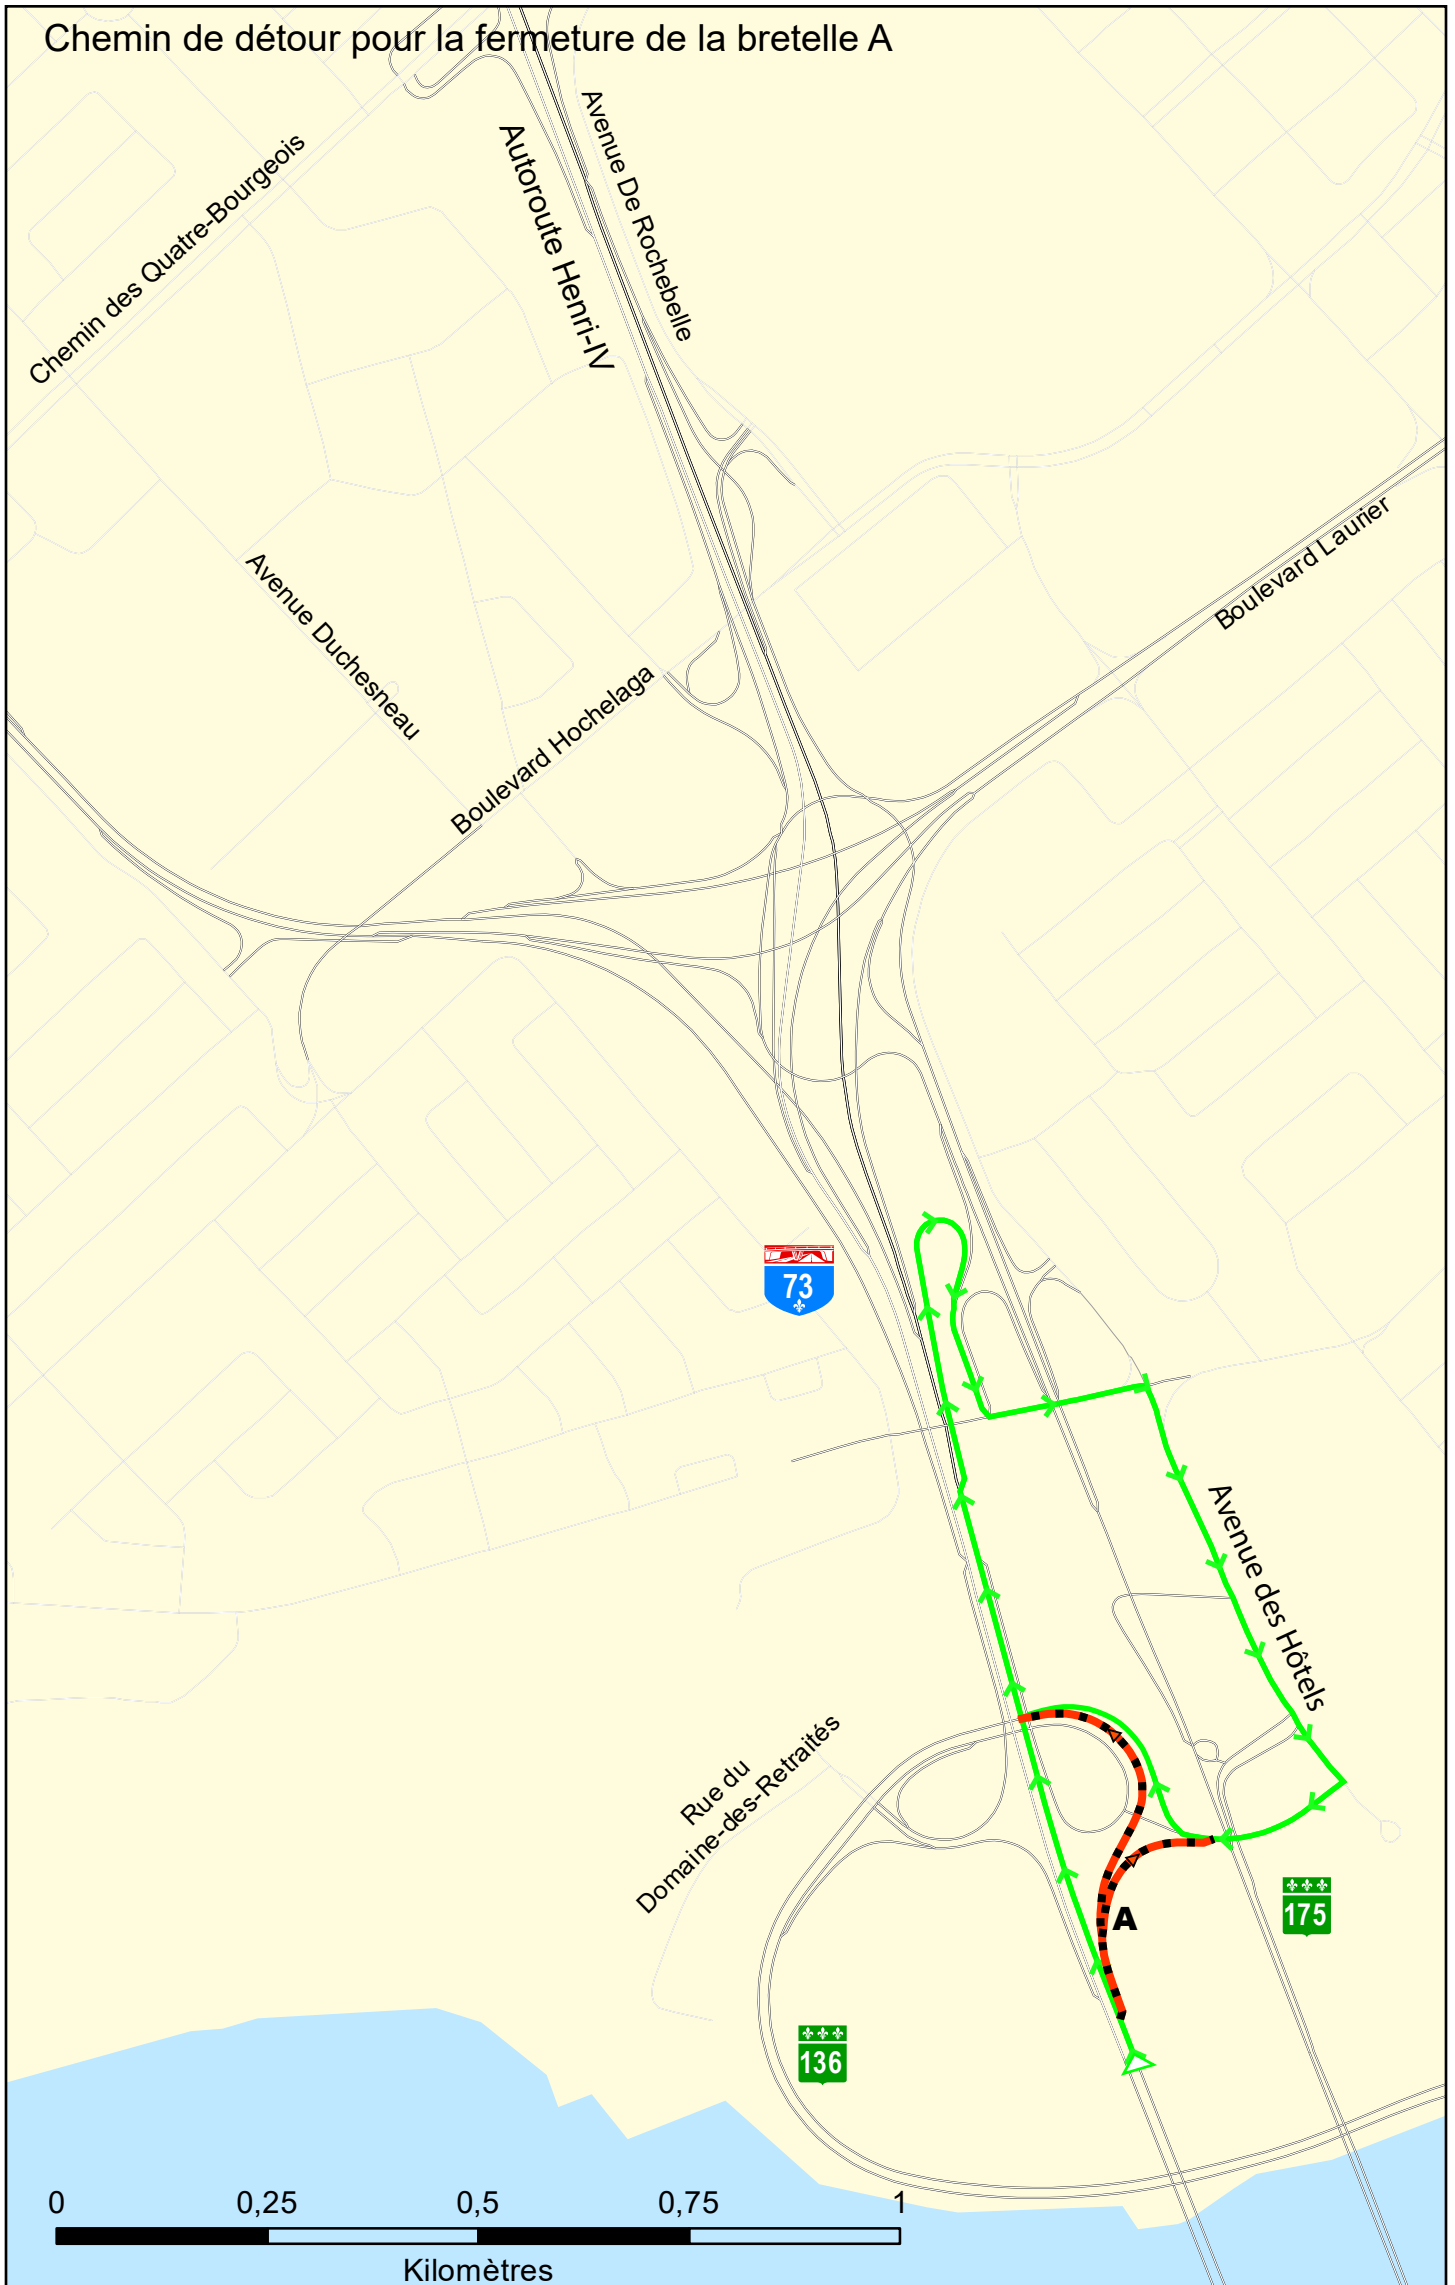 Chemin de détour pour la fermeture de la bretelle A
Chemin des Quatre-Bourgeois
Autoroute Henri-IV
Avenue De Rochebelle
Boulevard Laurier
Avenue Duchesneau
Boulevard Hochelaga
73
Avenue des Hôtels
Rue du
Domaine-des-Retraités
A
175
136
0 0,25 0,5 0,75 1
Kilomètres